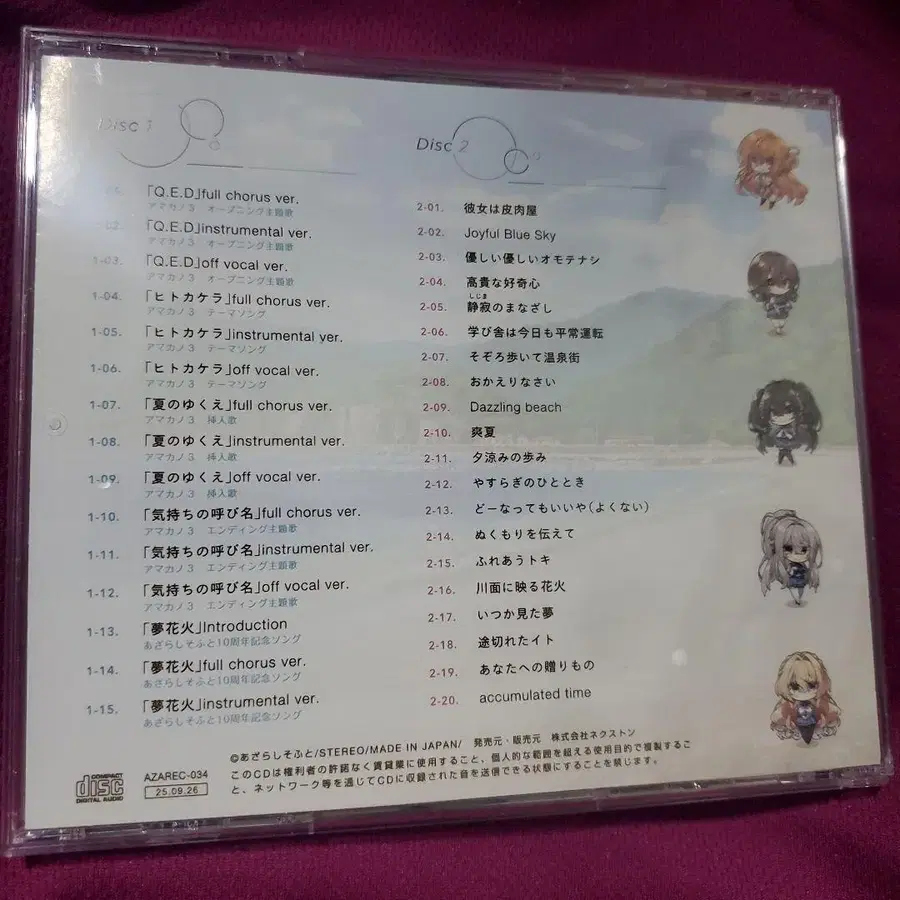 Disc 1
「Q.E.D」full chorus ver.
アマカノ3 オープニング主題歌
「Q.E.D」instrumental ver.
アマカノ3 オープニング主題歌
1-03. 「Q.E.D」off vocal ver.
アマカノ3 オープニング主題歌
1-04. 「ヒトカケラ」full chorus ver.
アマカノ3 テーマソング
1-05. 「ヒトカケラ」instrumental ver.
アマカノ3 テーマソング
1-06. 「ヒトカケラ」off vocal ver.
アマカノ3 テーマソング
1-07. 「夏のゆくえ」full chorus ver.
アマカノ3 挿入歌
1-08. 「夏のゆくえ」instrumental ver.
アマカノ3 挿入歌
1-09. 「夏のゆくえ」off vocal ver.
アマカノ3 挿入歌
1-10. 「気持ちの呼び名」full chorus ver.
アマカノ3 エンディング主題歌
1-11. 「気持ちの呼び名」instrumental ver.
アマカノ3 エンディング主題歌
1-12. 「気持ちの呼び名」off vocal ver.
アマカノ3 エンディング主題歌
1-13. 「夢花火」Introduction
あざらしそふと10周年記念ソング
1-14. 「夢花火」full chorus ver.
あざらしそふと10周年記念ソング
1-15. 「夢花火」instrumental ver.
あざらしそふと10周年記念ソング
Disc 2
2-01. 彼女は皮肉屋
2-02. Joyful Blue Sky
2-03. 優しい優しいオモテナシ
2-04. 高貴な好奇心
しじま
2-05. 静寂のまなざし
2-06. 学び舎は今日も平常運転
2-07. そぞろ歩いて温泉街
2-08. おかえりなさい
2-09. Dazzling beach
2-10. 爽夏
2-11. 夕涼みの歩み
2-12. やすらぎのひととき
2-13. どーなってもいいや(よくない)
2-14. ぬくもりを伝えて
2-15. ふれあうトキ
2-16. 川面に映る花火
2-17. いつか見た夢
2-18. 途切れたイト
2-19. あなたへの贈りもの
2-20. accumulated time
COMPACT
disc
DIGITAL AUDIO
AZAREC-034
25.09.26
©あざらしそふと/STEREO/MADE IN JAPAN/ 発売元・販売元 株式会社ネクストン
このCDは権利者の許諾なく賃貸業に使用すること、個人的な範囲を超える使用目的で複製するこ
と、ネットワーク等を通じてCDに収録された音を送信できる状態にすることを禁じます。